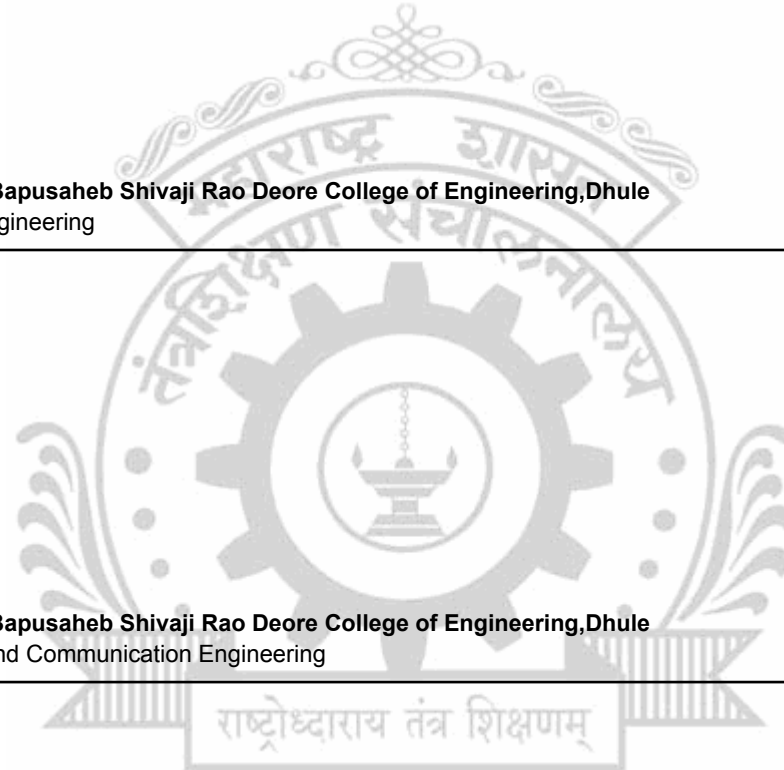 महाराष्ट्र शासन
Bapusaheb Shivaji Rao Deore College of Engineering,Dhule
gineering
तंत्रशिक्षण संचालनालय
Bapusaheb Shivaji Rao Deore College of Engineering,Dhule
nd Communication Engineering
राष्ट्रोध्दाराय तंत्र शिक्षणम्